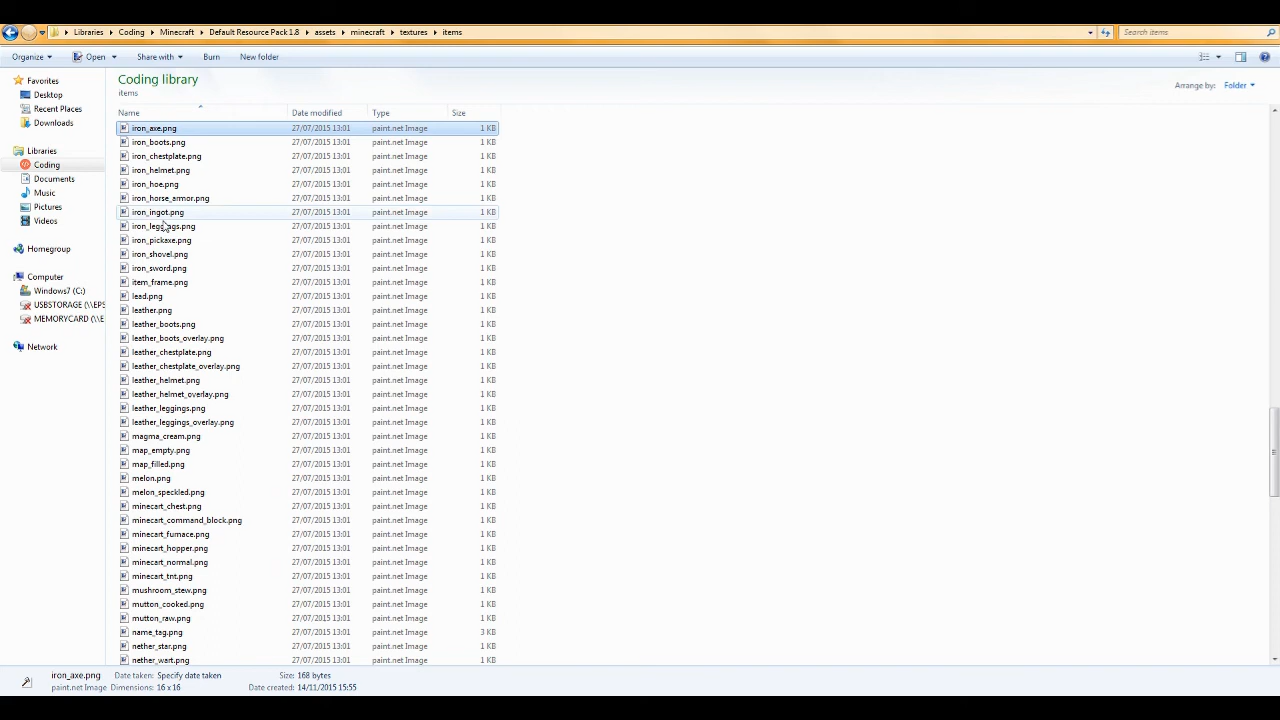 Libraries ▸ Coding ▸ Minecraft ▸ Default Resource Pack 1.8 ▸ assets ▸ minecraft ▸ textures ▸ items
Search items
Organize Open Share with Burn New folder
Coding library
items
Arrange by: Folder
Name Date modified Type Size
Favorites
Desktop
Recent Places
Downloads
Libraries
Coding
Documents
Music
Pictures
Videos
Homegroup
Computer
Windows7 (C:)
USBSTORAGE (\\EPS
MEMORYCARD (\\E
Network
iron_axe.png 27/07/2015 13:01 paint.net Image 1 KB
iron_boots.png 27/07/2015 13:01 paint.net Image 1 KB
iron_chestplate.png 27/07/2015 13:01 paint.net Image 1 KB
iron_helmet.png 27/07/2015 13:01 paint.net Image 1 KB
iron_hoe.png 27/07/2015 13:01 paint.net Image 1 KB
iron_horse_armor.png 27/07/2015 13:01 paint.net Image 1 KB
iron_ingot.png 27/07/2015 13:01 paint.net Image 1 KB
iron_leggings.png 27/07/2015 13:01 paint.net Image 1 KB
iron_pickaxe.png 27/07/2015 13:01 paint.net Image 1 KB
iron_shovel.png 27/07/2015 13:01 paint.net Image 1 KB
iron_sword.png 27/07/2015 13:01 paint.net Image 1 KB
item_frame.png 27/07/2015 13:01 paint.net Image 1 KB
lead.png 27/07/2015 13:01 paint.net Image 1 KB
leather.png 27/07/2015 13:01 paint.net Image 1 KB
leather_boots.png 27/07/2015 13:01 paint.net Image 1 KB
leather_boots_overlay.png 27/07/2015 13:01 paint.net Image 1 KB
leather_chestplate.png 27/07/2015 13:01 paint.net Image 1 KB
leather_chestplate_overlay.png 27/07/2015 13:01 paint.net Image 1 KB
leather_helmet.png 27/07/2015 13:01 paint.net Image 1 KB
leather_helmet_overlay.png 27/07/2015 13:01 paint.net Image 1 KB
leather_leggings.png 27/07/2015 13:01 paint.net Image 1 KB
leather_leggings_overlay.png 27/07/2015 13:01 paint.net Image 1 KB
magma_cream.png 27/07/2015 13:01 paint.net Image 1 KB
map_empty.png 27/07/2015 13:01 paint.net Image 1 KB
map_filled.png 27/07/2015 13:01 paint.net Image 1 KB
melon.png 27/07/2015 13:01 paint.net Image 1 KB
melon_speckled.png 27/07/2015 13:01 paint.net Image 1 KB
minecart_chest.png 27/07/2015 13:01 paint.net Image 1 KB
minecart_command_block.png 27/07/2015 13:01 paint.net Image 1 KB
minecart_furnace.png 27/07/2015 13:01 paint.net Image 1 KB
minecart_hopper.png 27/07/2015 13:01 paint.net Image 1 KB
minecart_normal.png 27/07/2015 13:01 paint.net Image 1 KB
minecart_tnt.png 27/07/2015 13:01 paint.net Image 1 KB
mushroom_stew.png 27/07/2015 13:01 paint.net Image 1 KB
mutton_cooked.png 27/07/2015 13:01 paint.net Image 1 KB
mutton_raw.png 27/07/2015 13:01 paint.net Image 1 KB
name_tag.png 27/07/2015 13:01 paint.net Image 3 KB
nether_star.png 27/07/2015 13:01 paint.net Image 1 KB
nether_wart.png 27/07/2015 13:01 paint.net Image 1 KB
iron_axe.png Date taken: Specify date taken Size: 168 bytes
paint.net Image Dimensions: 16 x 16 Date created: 14/11/2015 15:55